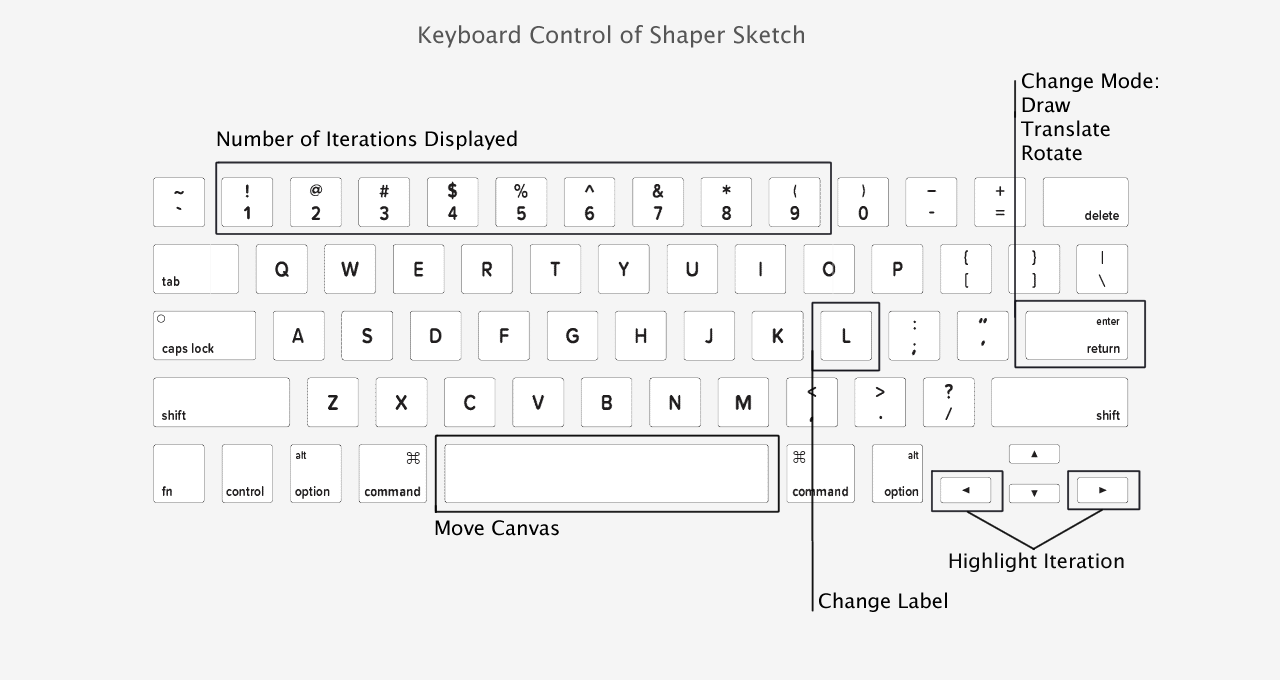 Keyboard Control of Shaper Sketch
Change Mode:
Draw
Translate
Rotate
Number of Iterations Displayed
~ ! @ # $ % ^ & * ( ) – +
` 1 2 3 4 5 6 7 8 9 0 - = delete
tab Q W E R T Y U I O P { [ } ] | \
caps lock A S D F G H J K L : ; “ ‘ enter return
shift Z X C V B N M < , > . ? / shift
fn control alt option ⌘ command ⌘ command alt option ◄ ▲ ▼ ►
Move Canvas
Highlight Iteration
Change Label